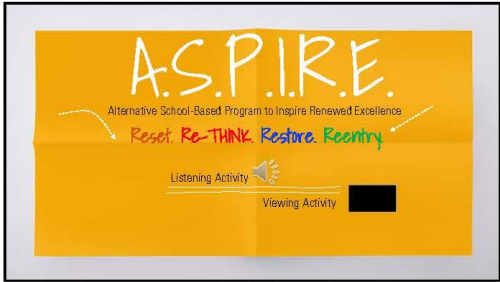 A.S.P.I.R.E.
Alternative School-Based Program to Inspire Renewed Excellence
Reset. Re-THINK. Restore. Reentry.
Listening Activity
Viewing Activity